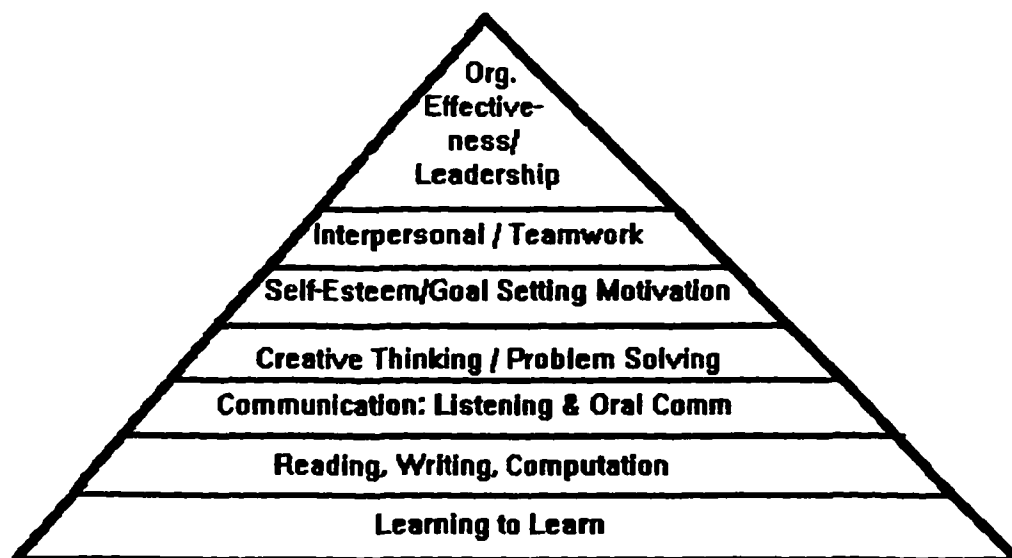 Org.
Effective-
ness/
Leadership
Interpersonal / Teamwork
Self-Esteem/Goal Setting Motivation
Creative Thinking / Problem Solving
Communication: Listening & Oral Comm
Reading, Writing, Computation
Learning to Learn